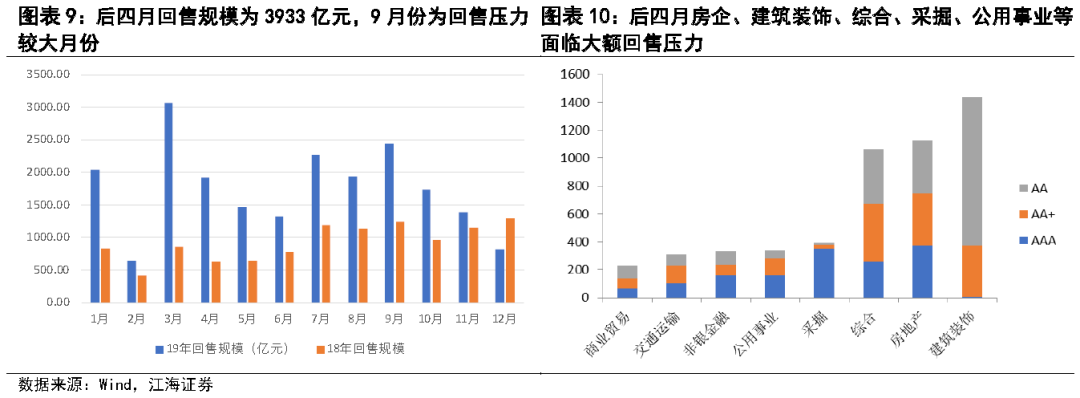 图表 9：后四月回售规模为 3933 亿元，9 月份为回售压力
较大月份
3500.00
3000.00
2500.00
2000.00
1500.00
1000.00
500.00
0.00
1月 2月 3月 4月 5月 6月 7月 8月 9月 10月 11月 12月
19年回售规模（亿元） 18年回售规模
图表 10：后四月房企、建筑装饰、综合、采掘、公用事业等
面临大额回售压力
1600
1400
1200
1000
800
600
400
200
0
商业贸易 交通运输 非银金融 公用事业 采掘 综合 房地产 建筑装饰
AA
AA+
AAA
数据来源：Wind，江海证券